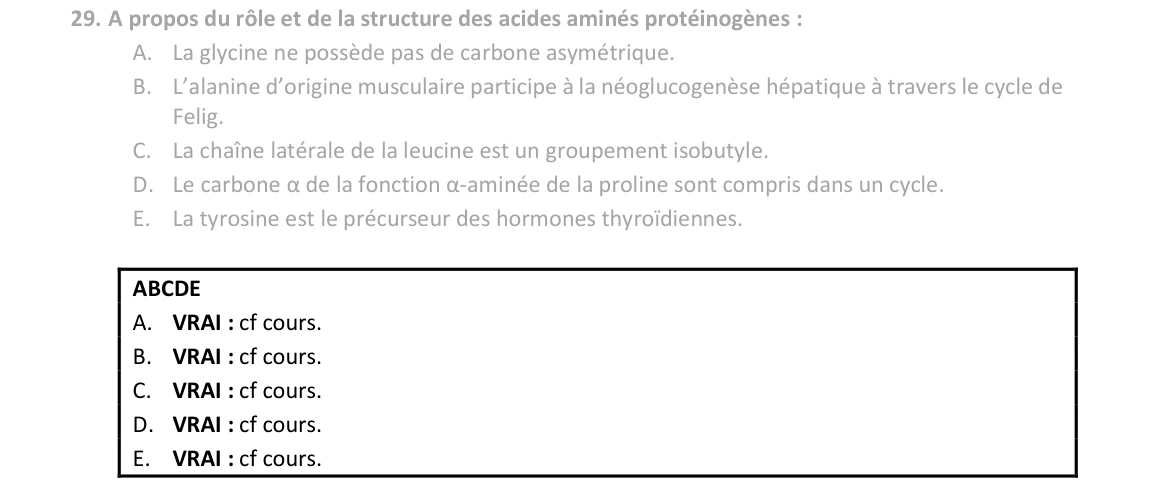 29. A propos du rôle et de la structure des acides aminés protéinogènes :
A. La glycine ne possède pas de carbone asymétrique.
B. L’alanine d’origine musculaire participe à la néoglucogenèse hépatique à travers le cycle de
Felig.
C. La chaîne latérale de la leucine est un groupement isobutyle.
D. Le carbone α de la fonction α-aminée de la proline sont compris dans un cycle.
E. La tyrosine est le précurseur des hormones thyroïdiennes.
ABCDE
A. VRAI : cf cours.
B. VRAI : cf cours.
C. VRAI : cf cours.
D. VRAI : cf cours.
E. VRAI : cf cours.